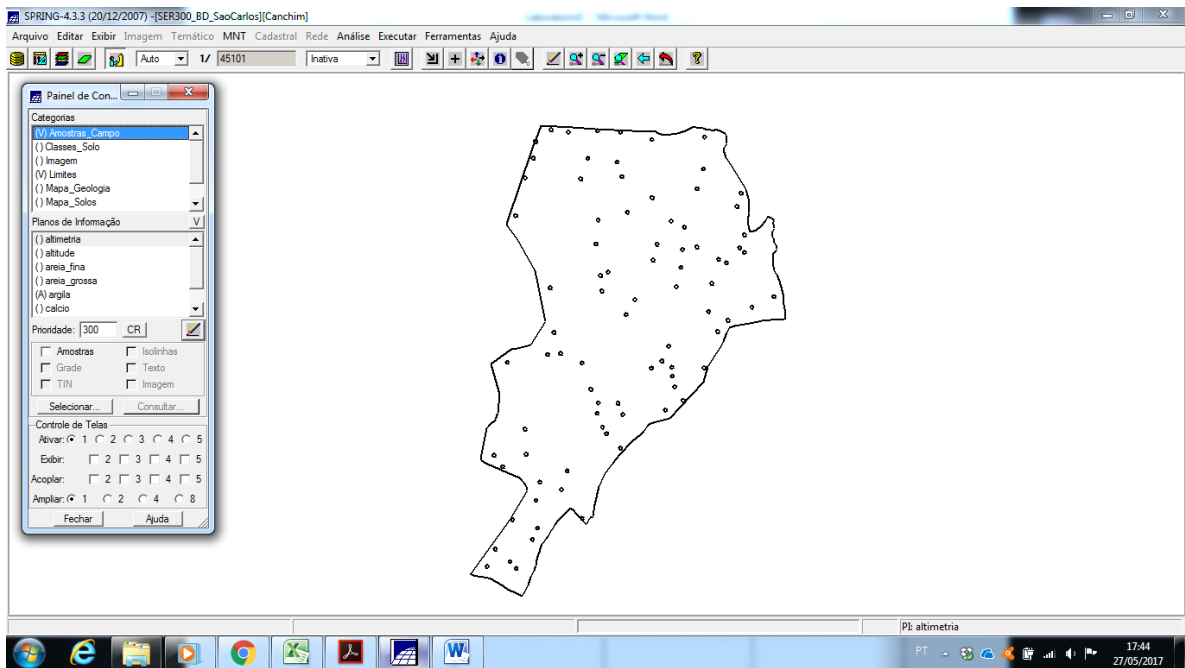 SPRING-4.3.3 (20/12/2007) -[SER300_BD_SaoCarlos][Canchim]
Arquivo Editar Exibir Imagem Temático MNT Cadastral Rede Análise Executar Ferramentas Ajuda
Auto 1/ 45101 Inativa
Painel de Con...
Categorias
(V) Amostras_Campo
() Classes_Solo
() Imagem
(V) Limites
() Mapa_Geologia
() Mapa_Solos
Planos de Informação V
() altimetria
() altitude
() areia_fina
() areia_grossa
(A) argila
() calcio
Prioridade: 300 CR
Amostras Isolinhas
Grade Texto
TIN Imagem
Selecionar... Consultar...
Controle de Telas
Ativar: 1 2 3 4 5
Exibir: 2 3 4 5
Acoplar: 2 3 4 5
Ampliar: 1 2 4 8
Fechar Ajuda
PI: altimetria
PT 17:44
27/05/2017